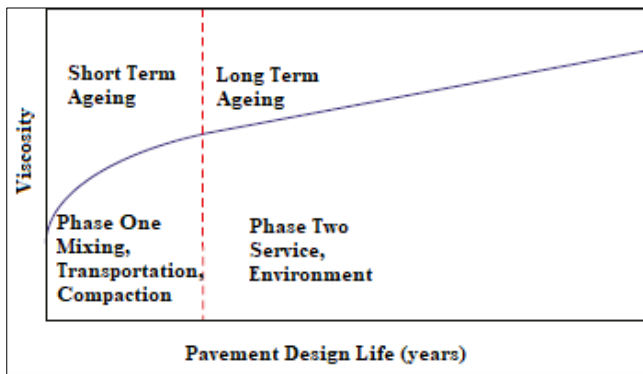 Short Term
Ageing
Long Term
Ageing
Viscosity
Phase One
Mixing,
Transportation,
Compaction
Phase Two
Service,
Environment
Pavement Design Life (years)